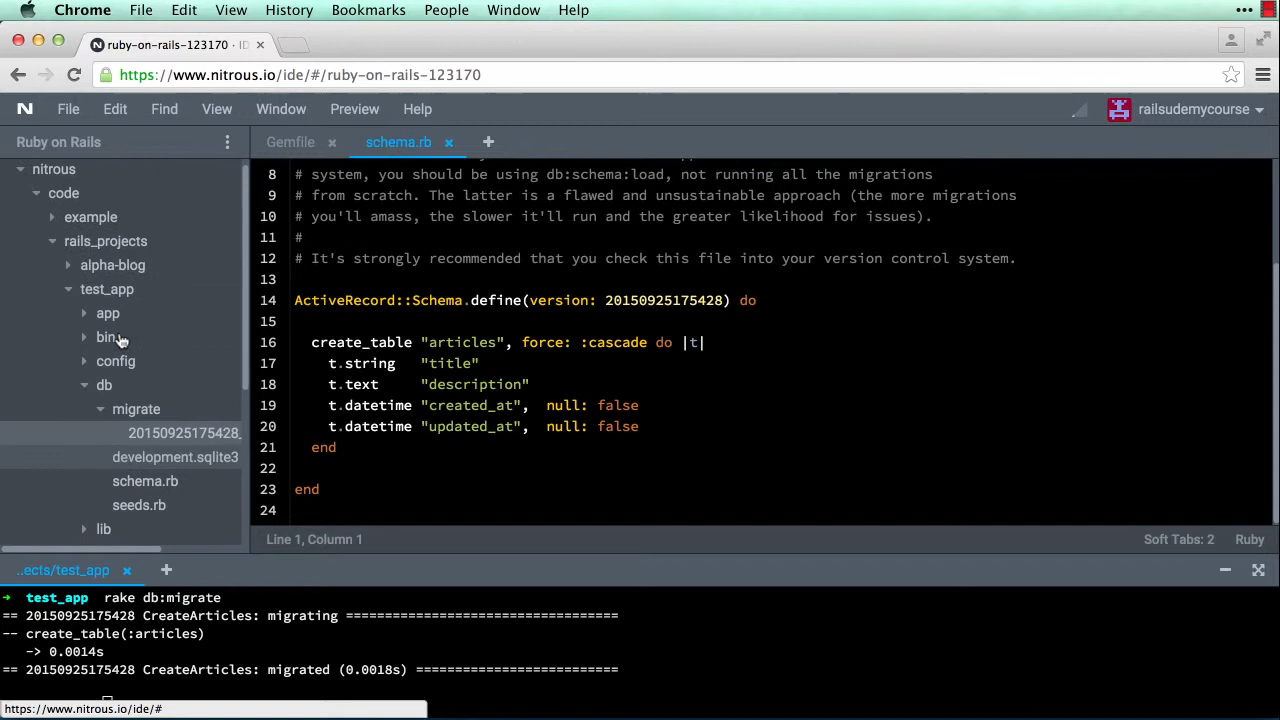 Chrome File Edit View History Bookmarks People Window Help
ruby-on-rails-123170 · ID
https://www.nitrous.io/ide/#/ruby-on-rails-123170
N File Edit Find View Window Preview Help railsudemycourse
Ruby on Rails
Gemfile schema.rb
nitrous
code
example
rails_projects
alpha-blog
test_app
app
bin
config
db
migrate
20150925175428_
development.sqlite3
schema.rb
seeds.rb
lib
8 # system, you should be using db:schema:load, not running all the migrations
9 # from scratch. The latter is a flawed and unsustainable approach (the more migrations
10 # you'll amass, the slower it'll run and the greater likelihood for issues).
11 #
12 # It's strongly recommended that you check this file into your version control system.
13
14 ActiveRecord::Schema.define(version: 20150925175428) do
15
16 create_table "articles", force: :cascade do |t|
17 t.string "title"
18 t.text "description"
19 t.datetime "created_at", null: false
20 t.datetime "updated_at", null: false
21 end
22
23 end
24
Line 1, Column 1 Soft Tabs: 2 Ruby
..ects/test_app
→ test_app rake db:migrate
== 20150925175428 CreateArticles: migrating ==================================
-- create_table(:articles)
-> 0.0014s
== 20150925175428 CreateArticles: migrated (0.0018s) =========================
https://www.nitrous.io/ide/#